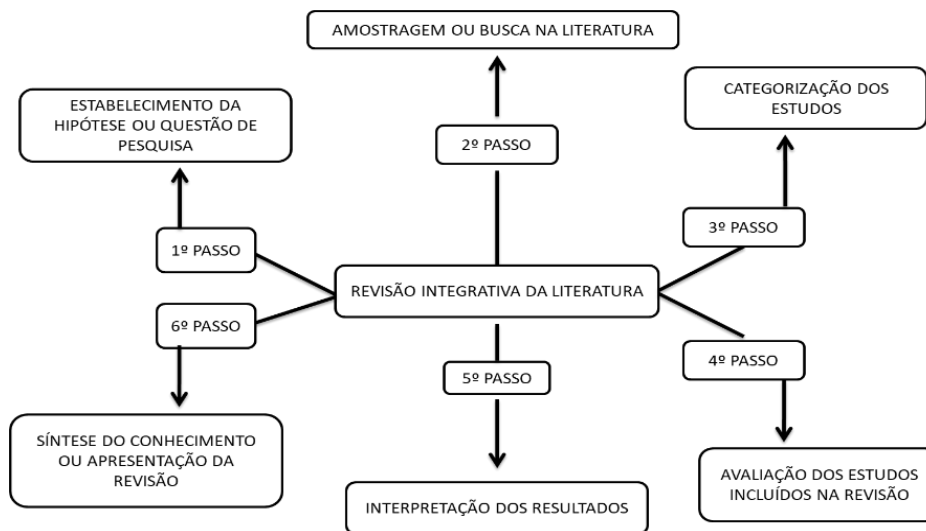 AMOSTRAGEM OU BUSCA NA LITERATURA
ESTABELECIMENTO DA
HIPÓTESE OU QUESTÃO DE
PESQUISA
CATEGORIZAÇÃO DOS
ESTUDOS
2º PASSO
3º PASSO
1º PASSO
REVISÃO INTEGRATIVA DA LITERATURA
6º PASSO
5º PASSO
4º PASSO
SÍNTESE DO CONHECIMENTO
OU APRESENTAÇÃO DA
REVISÃO
INTERPRETAÇÃO DOS RESULTADOS
AVALIAÇÃO DOS ESTUDOS
INCLUÍDOS NA REVISÃO